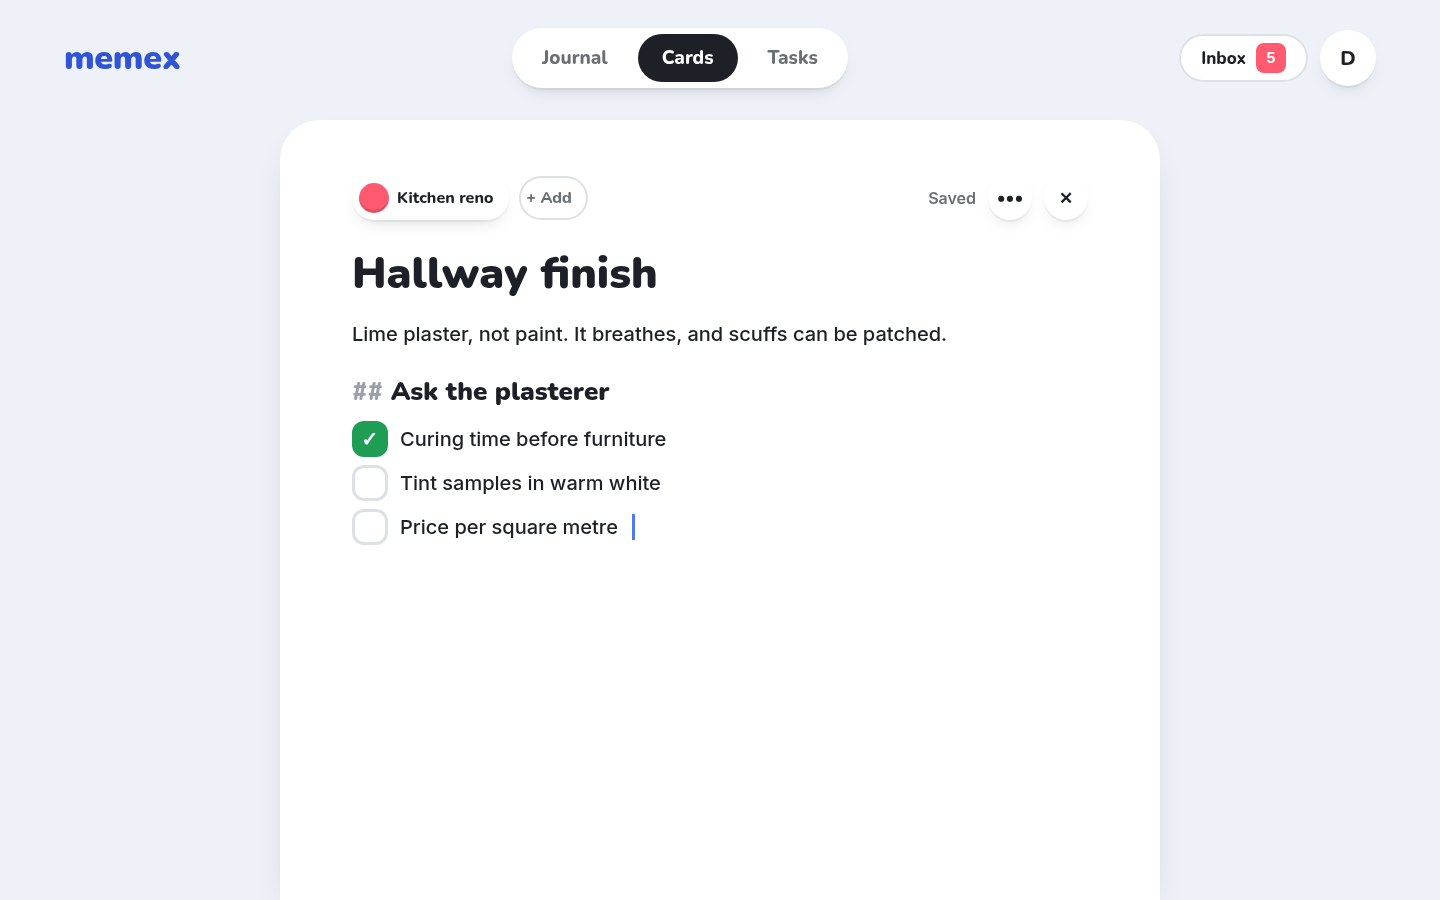 memex
Journal Cards Tasks
Inbox 5 D
Kitchen reno + Add Saved
Hallway finish
Lime plaster, not paint. It breathes, and scuffs can be patched.
## Ask the plasterer
Curing time before furniture
Tint samples in warm white
Price per square metre